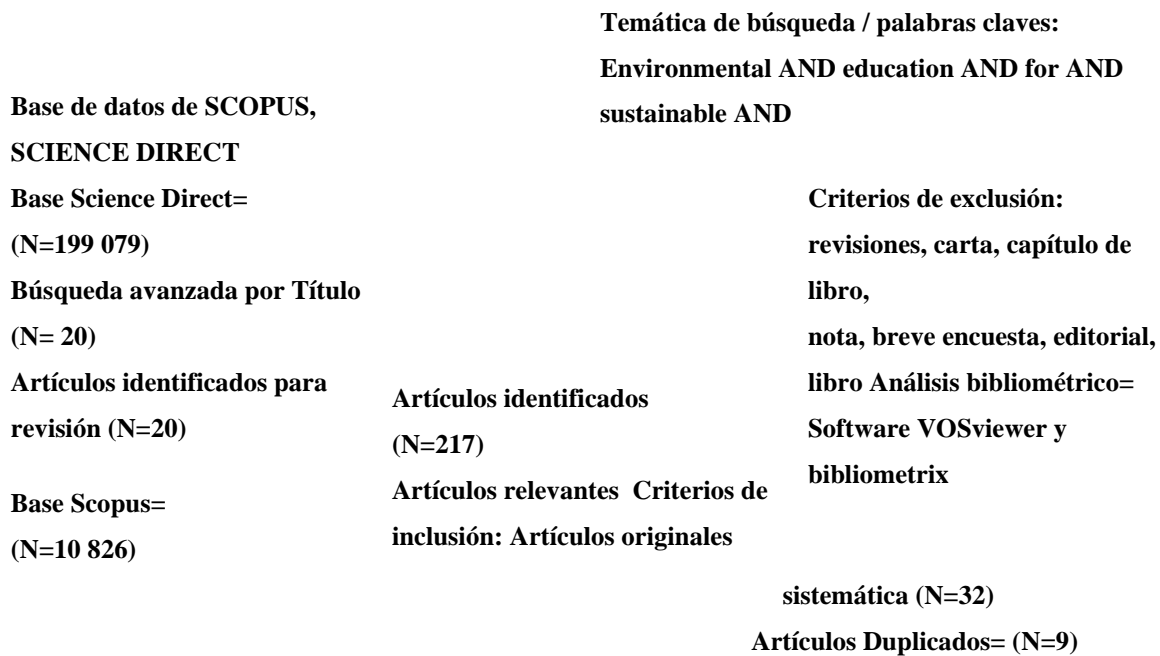 Temática de búsqueda / palabras claves:
Environmental AND education AND for AND
sustainable AND
Base de datos de SCOPUS,
SCIENCE DIRECT
Base Science Direct=
(N=199 079)
Búsqueda avanzada por Título
(N= 20)
Artículos identificados para
revisión (N=20)
Base Scopus=
(N=10 826)
Artículos identificados
(N=217)
Artículos relevantes Criterios de
inclusión: Artículos originales
Criterios de exclusión:
revisiones, carta, capítulo de
libro,
nota, breve encuesta, editorial,
libro Análisis bibliométrico=
Software VOSviewer y
bibliometrix
sistemática (N=32)
Artículos Duplicados= (N=9)